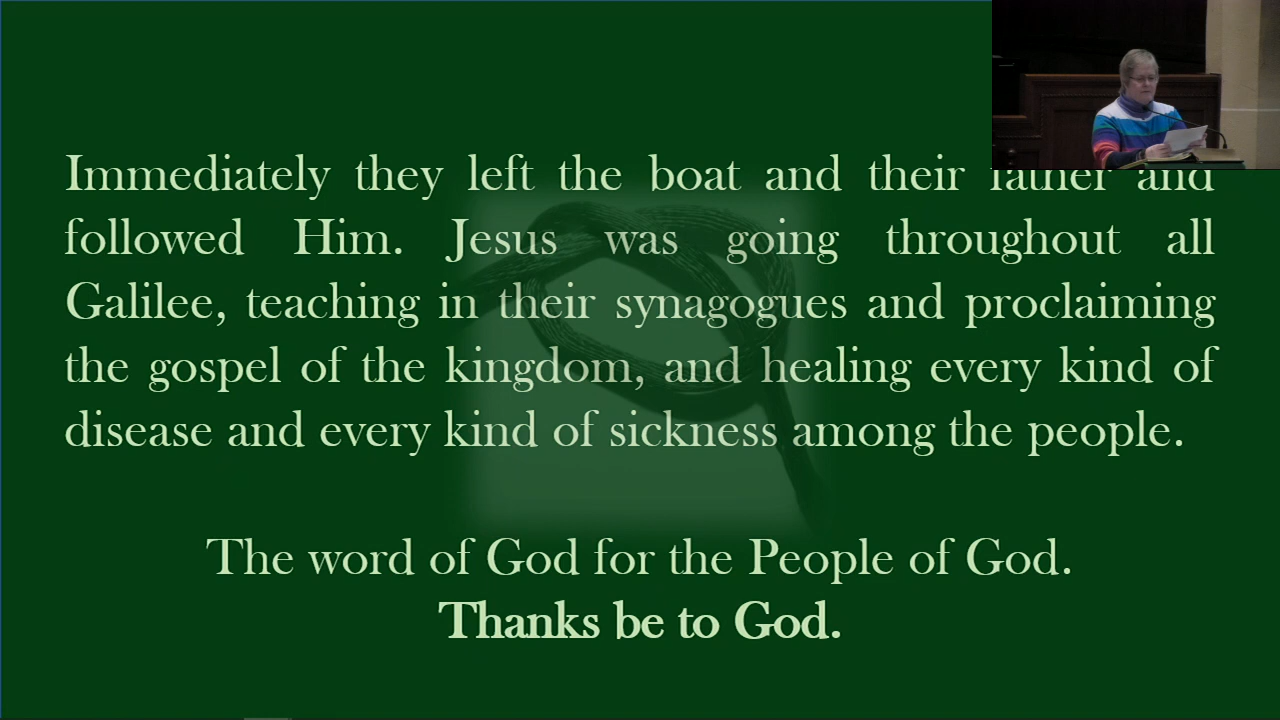 Immediately they left the boat and their father and
followed Him. Jesus was going throughout all
Galilee, teaching in their synagogues and proclaiming
the gospel of the kingdom, and healing every kind of
disease and every kind of sickness among the people.
The word of God for the People of God.
Thanks be to God.